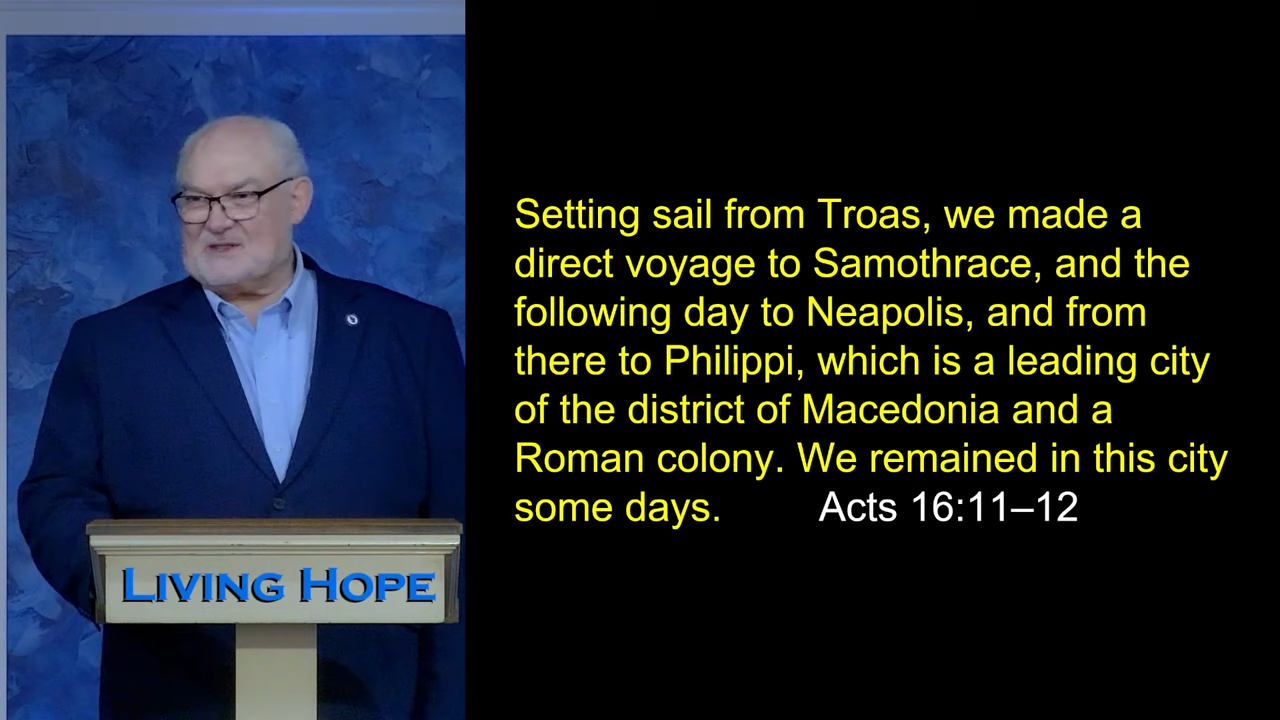 LIVING HOPE
Setting sail from Troas, we made a
direct voyage to Samothrace, and the
following day to Neapolis, and from
there to Philippi, which is a leading city
of the district of Macedonia and a
Roman colony. We remained in this city
some days. Acts 16:11–12